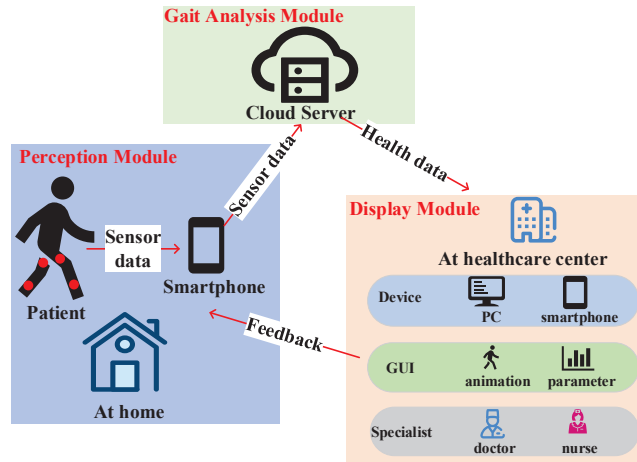 Gait Analysis Module
Cloud Server
Sensor data
Health data
Perception Module
Sensor
data
Smartphone
Patient
At home
Feedback
Display Module
At healthcare center
Device
PC
smartphone
GUI
animation
parameter
Specialist
doctor
nurse